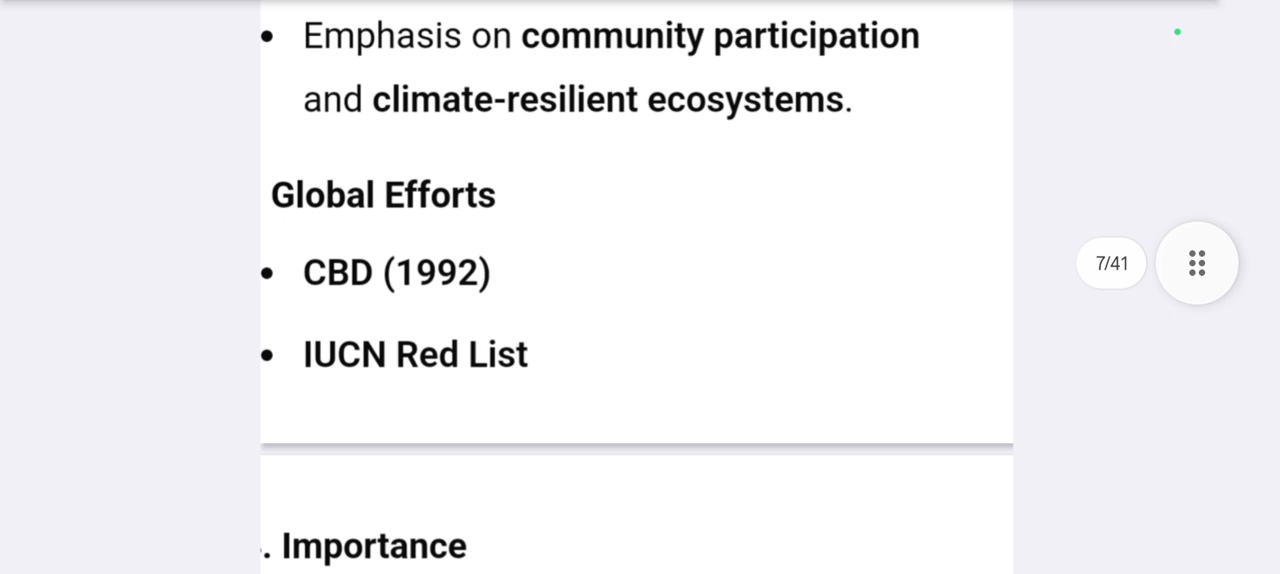 • Emphasis on community participation
and climate-resilient ecosystems.
Global Efforts
• CBD (1992)
7/41
• IUCN Red List
. Importance